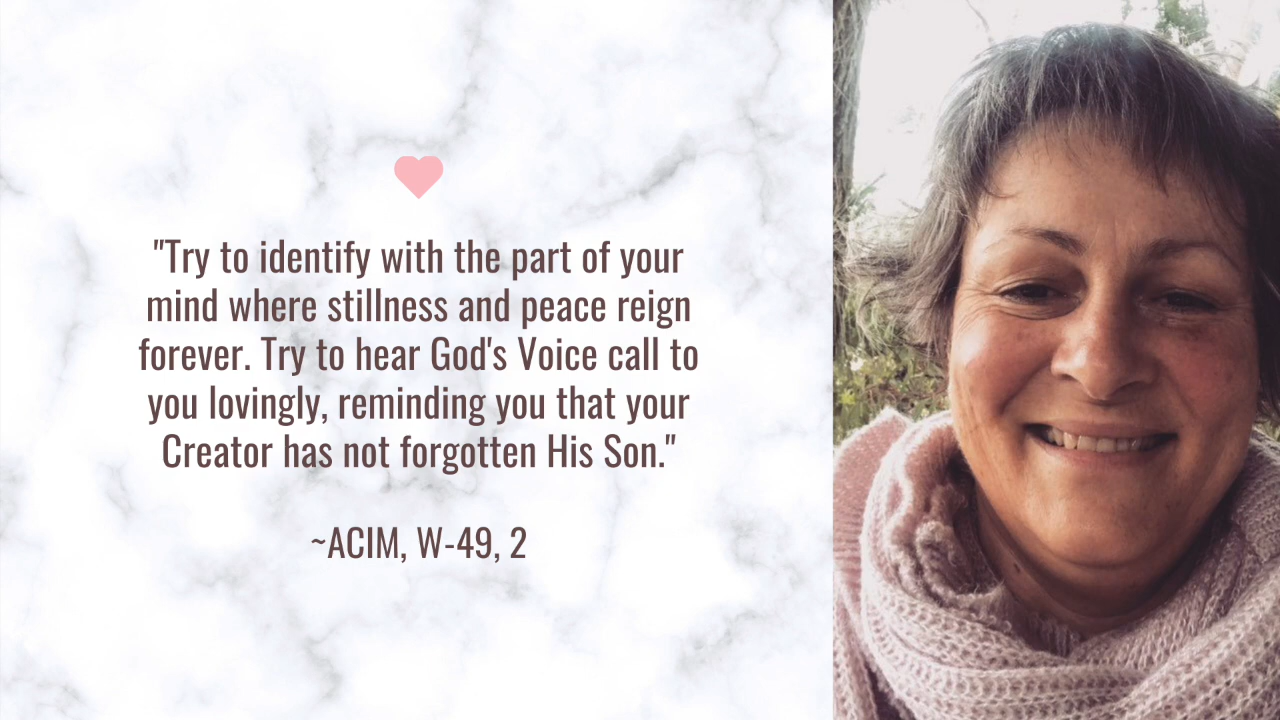 "Try to identify with the part of your
mind where stillness and peace reign
forever. Try to hear God's Voice call to
you lovingly, reminding you that your
Creator has not forgotten His Son."
~ACIM, W-49, 2